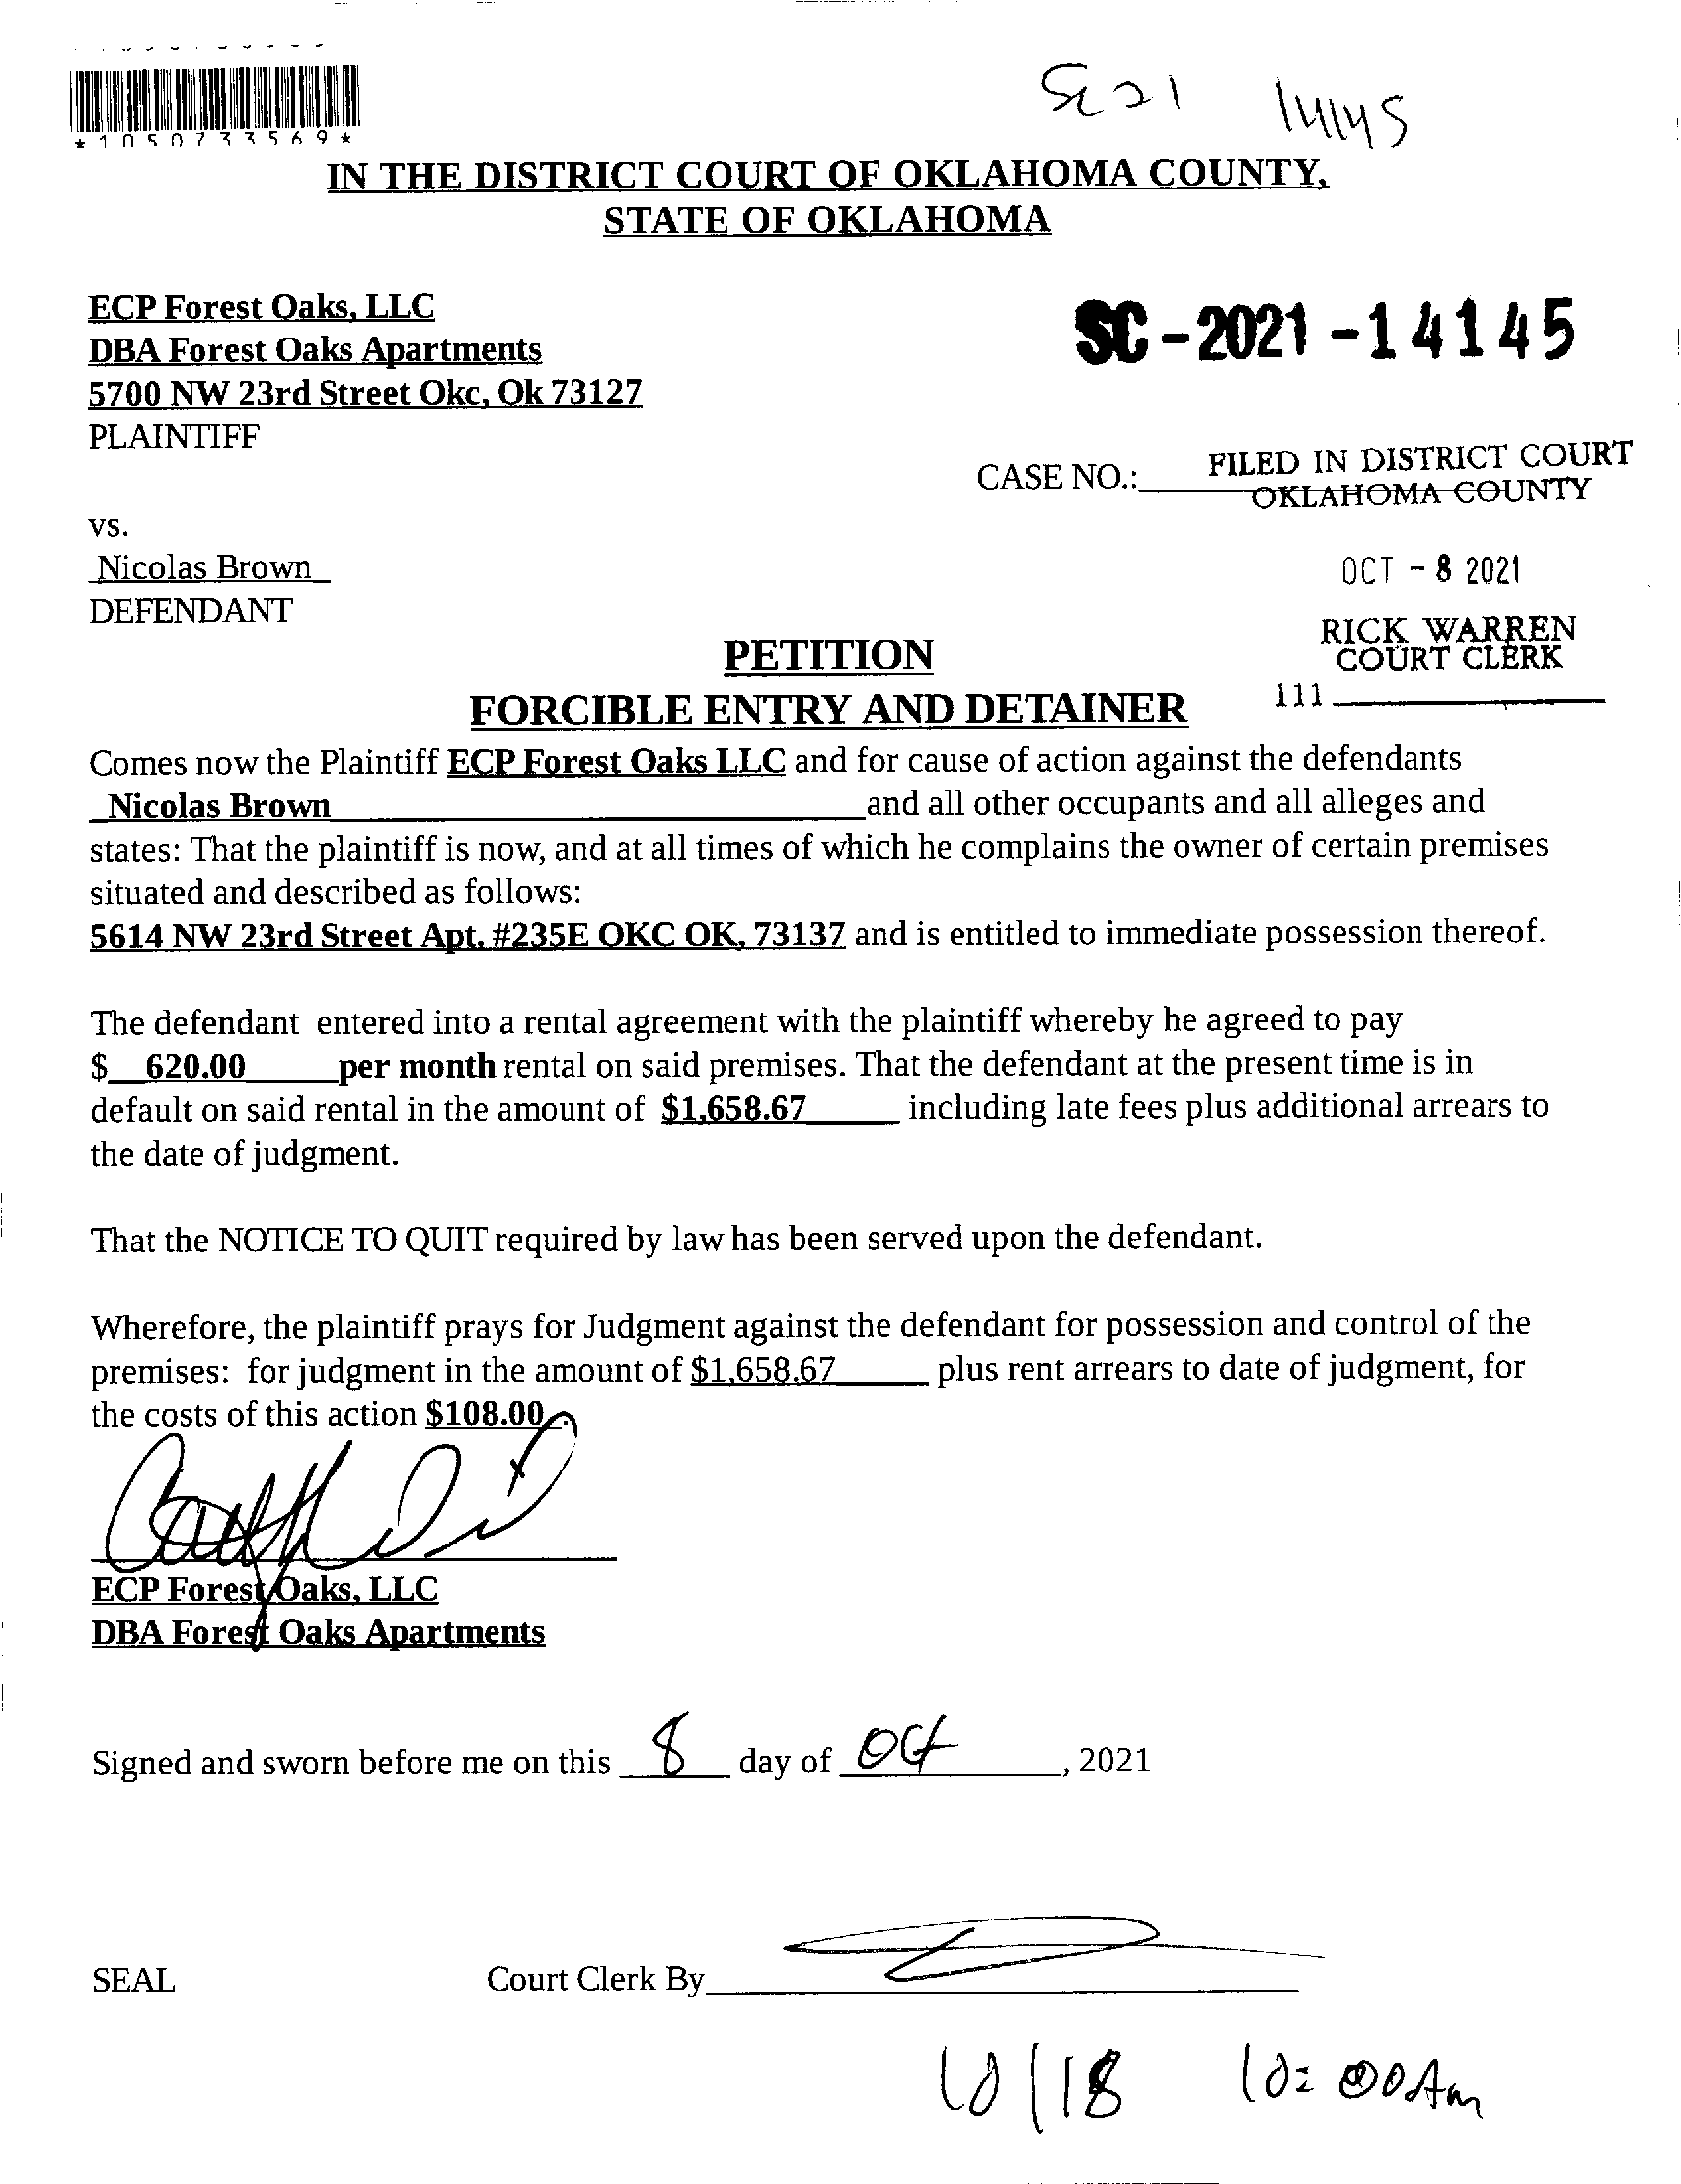 *1050733569*
SC 21 14145
IN THE DISTRICT COURT OF OKLAHOMA COUNTY,
STATE OF OKLAHOMA
ECP Forest Oaks, LLC
DBA Forest Oaks Apartments
5700 NW 23rd Street Okc, Ok 73127
PLAINTIFF
SC-2021-14145
CASE NO.:
FILED IN DISTRICT COURT
OKLAHOMA COUNTY
vs.
Nicolas Brown
DEFENDANT
OCT - 8 2021
RICK WARREN
COURT CLERK
111
PETITION
FORCIBLE ENTRY AND DETAINER
Comes now the Plaintiff ECP Forest Oaks LLC and for cause of action against the defendants
Nicolas Brown and all other occupants and all alleges and
states: That the plaintiff is now, and at all times of which he complains the owner of certain premises
situated and described as follows:
5614 NW 23rd Street Apt. #235E OKC OK, 73137 and is entitled to immediate possession thereof.
The defendant entered into a rental agreement with the plaintiff whereby he agreed to pay
$ 620.00 per month rental on said premises. That the defendant at the present time is in
default on said rental in the amount of $1,658.67 including late fees plus additional arrears to
the date of judgment.
That the NOTICE TO QUIT required by law has been served upon the defendant.
Wherefore, the plaintiff prays for Judgment against the defendant for possession and control of the
premises: for judgment in the amount of $1,658.67 plus rent arrears to date of judgment, for
the costs of this action $108.00 .
ECP Forest Oaks, LLC
DBA Forest Oaks Apartments
Signed and sworn before me on this 8 day of Oct , 2021
SEAL
Court Clerk By
10/18 10:00Am